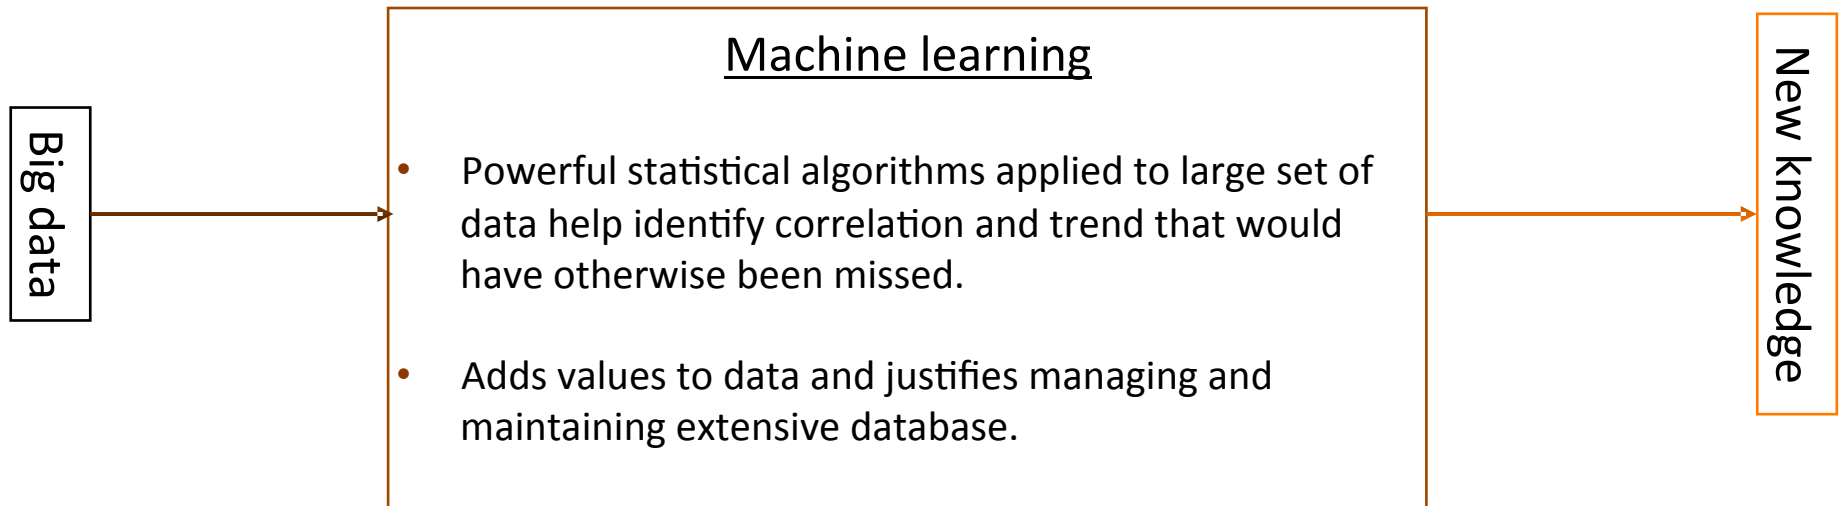 Big data
Machine learning
• Powerful statistical algorithms applied to large set of
data help identify correlation and trend that would
have otherwise been missed.
• Adds values to data and justifies managing and
maintaining extensive database.
New knowledge